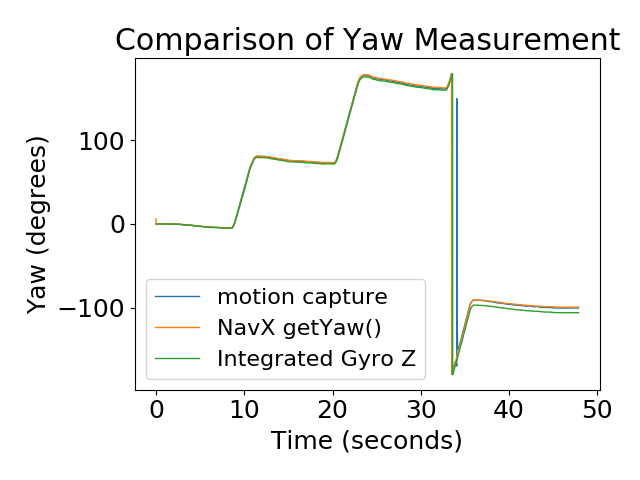 Comparison of Yaw Measurement
Yaw (degrees)
100
0
−100
motion capture
NavX getYaw()
Integrated Gyro Z
0 10 20 30 40 50
Time (seconds)